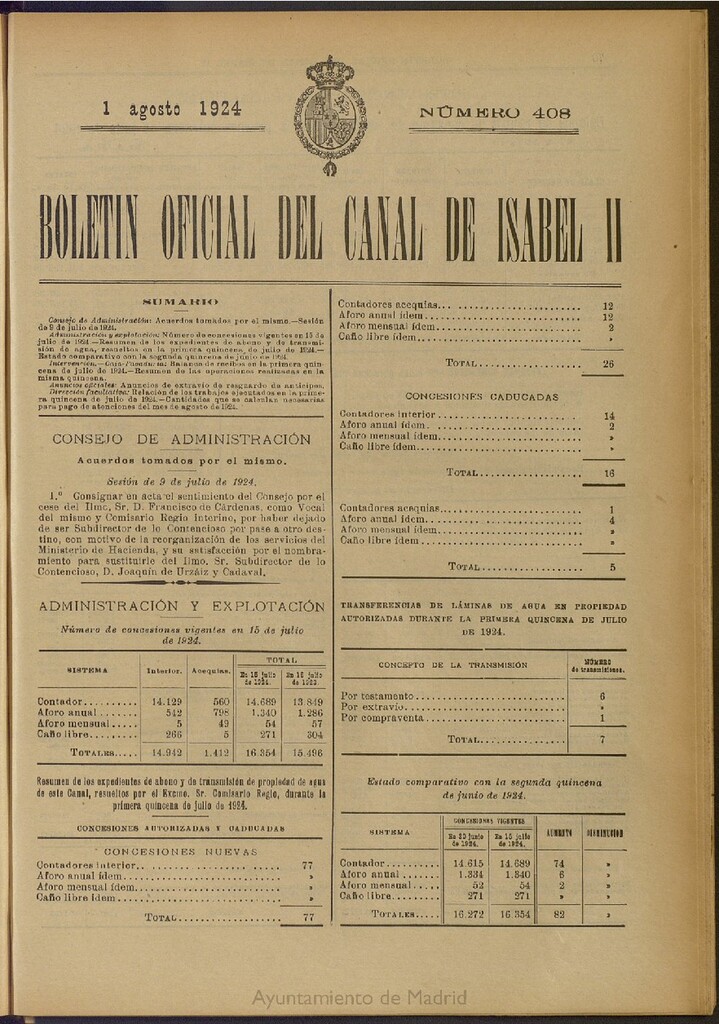 1 agosto 1924
NÚMERO 408
BOLETIN OFICIAL DEL CANAL DE ISABEL II
SUMARIO
Consejo de Administración: Acuerdos tomados por el mismo.—Sesión
de 9 de julio de 1924.
Administración y explotación: Número de concesiones vigentes en 15 de
julio de 1924.—Resumen de los expedientes de abono y de transmi-
sión de agua, resueltos en la primera quincena de julio de 1924.—
Estado comparativo con la segunda quincena de junio de 1924.
Intervención.—Caja-Pagaduría: Balance de recibos en la primera quin-
cena de julio de 1924.—Resumen de las operaciones realizadas en la
misma quincena.
Anuncios oficiales: Anuncios de extravío de resguardo de anticipos.
Dirección facultativa: Relación de los trabajos ejecutados en la prime-
ra quincena de julio de 1924.—Cantidades que se calculan necesarias
para pago de atenciones del mes de agosto de 1924.
CONSEJO DE ADMINISTRACIÓN
Acuerdos tomados por el mismo.
Sesión de 9 de julio de 1924.
1.º Consignar en acta el sentimiento del Consejo por el
cese del Ilmo. Sr. D. Francisco de Cárdenas, como Vocal
del mismo y Comisario Regio interino, por haber dejado
de ser Subdirector de lo Contencioso por pase a otro des-
tino, con motivo de la reorganización de los servicios del
Ministerio de Hacienda, y su satisfacción por el nombra-
miento para sustituirle del Ilmo. Sr. Subdirector de lo
Contencioso, D. Joaquín de Urzáiz y Cadaval.
ADMINISTRACIÓN Y EXPLOTACIÓN
Número de concesiones vigentes en 15 de julio
de 1924.
SISTEMA Interior. Acequias. TOTAL
En 15 julio de 1924. En 15 julio de 1923.
Contador.......... 14.129 560 14.689 13.849
Aforo anual....... 542 798 1.340 1.286
Aforo mensual..... 5 49 54 57
Caño libre........ 266 5 271 304
TOTALES..... 14.942 1.412 16.354 15.496
Resumen de los expedientes de abono y de transmisión de propiedad de agua
de este Canal, resueltos por el Excmo. Sr. Comisario Regio, durante la
primera quincena de julio de 1924.
CONCESIONES AUTORIZADAS Y CADUCADAS
CONCESIONES NUEVAS
Contadores interior.................... 77
Aforo anual ídem.................... »
Aforo mensual ídem.................... »
Caño libre ídem.................... »
TOTAL.................... 77
Contadores acequias.................... 12
Aforo anual ídem.................... 12
Aforo mensual ídem.................... 2
Caño libre ídem.................... »
TOTAL.................... 26
CONCESIONES CADUCADAS
Contadores interior.................... 14
Aforo anual ídem.................... 2
Aforo mensual ídem.................... »
Caño libre ídem.................... »
TOTAL.................... 16
Contadores acequias.................... 1
Aforo anual ídem.................... 4
Aforo mensual ídem.................... »
Caño libre ídem.................... »
TOTAL.................... 5
TRANSFERENCIAS DE LÁMINAS DE AGUA EN PROPIEDAD
AUTORIZADAS DURANTE LA PRIMERA QUINCENA DE JULIO
DE 1924.
CONCEPTO DE LA TRANSMISIÓN NÚMERO de transmisiones.
Por testamento.................... 6
Por extravío.................... »
Por compraventa.................... 1
TOTAL.................... 7
Estado comparativo con la segunda quincena
de junio de 1924.
SISTEMA CONCESIONES VIGENTES AUMENTO DISMINUCIÓN
En 30 junio de 1924. En 15 julio de 1924.
Contador.......... 14.615 14.689 74 »
Aforo anual....... 1.334 1.340 6 »
Aforo mensual..... 52 54 2 »
Caño libre........ 271 271 » »
TOTALES..... 16.272 16.354 82 »
Ayuntamiento de Madrid